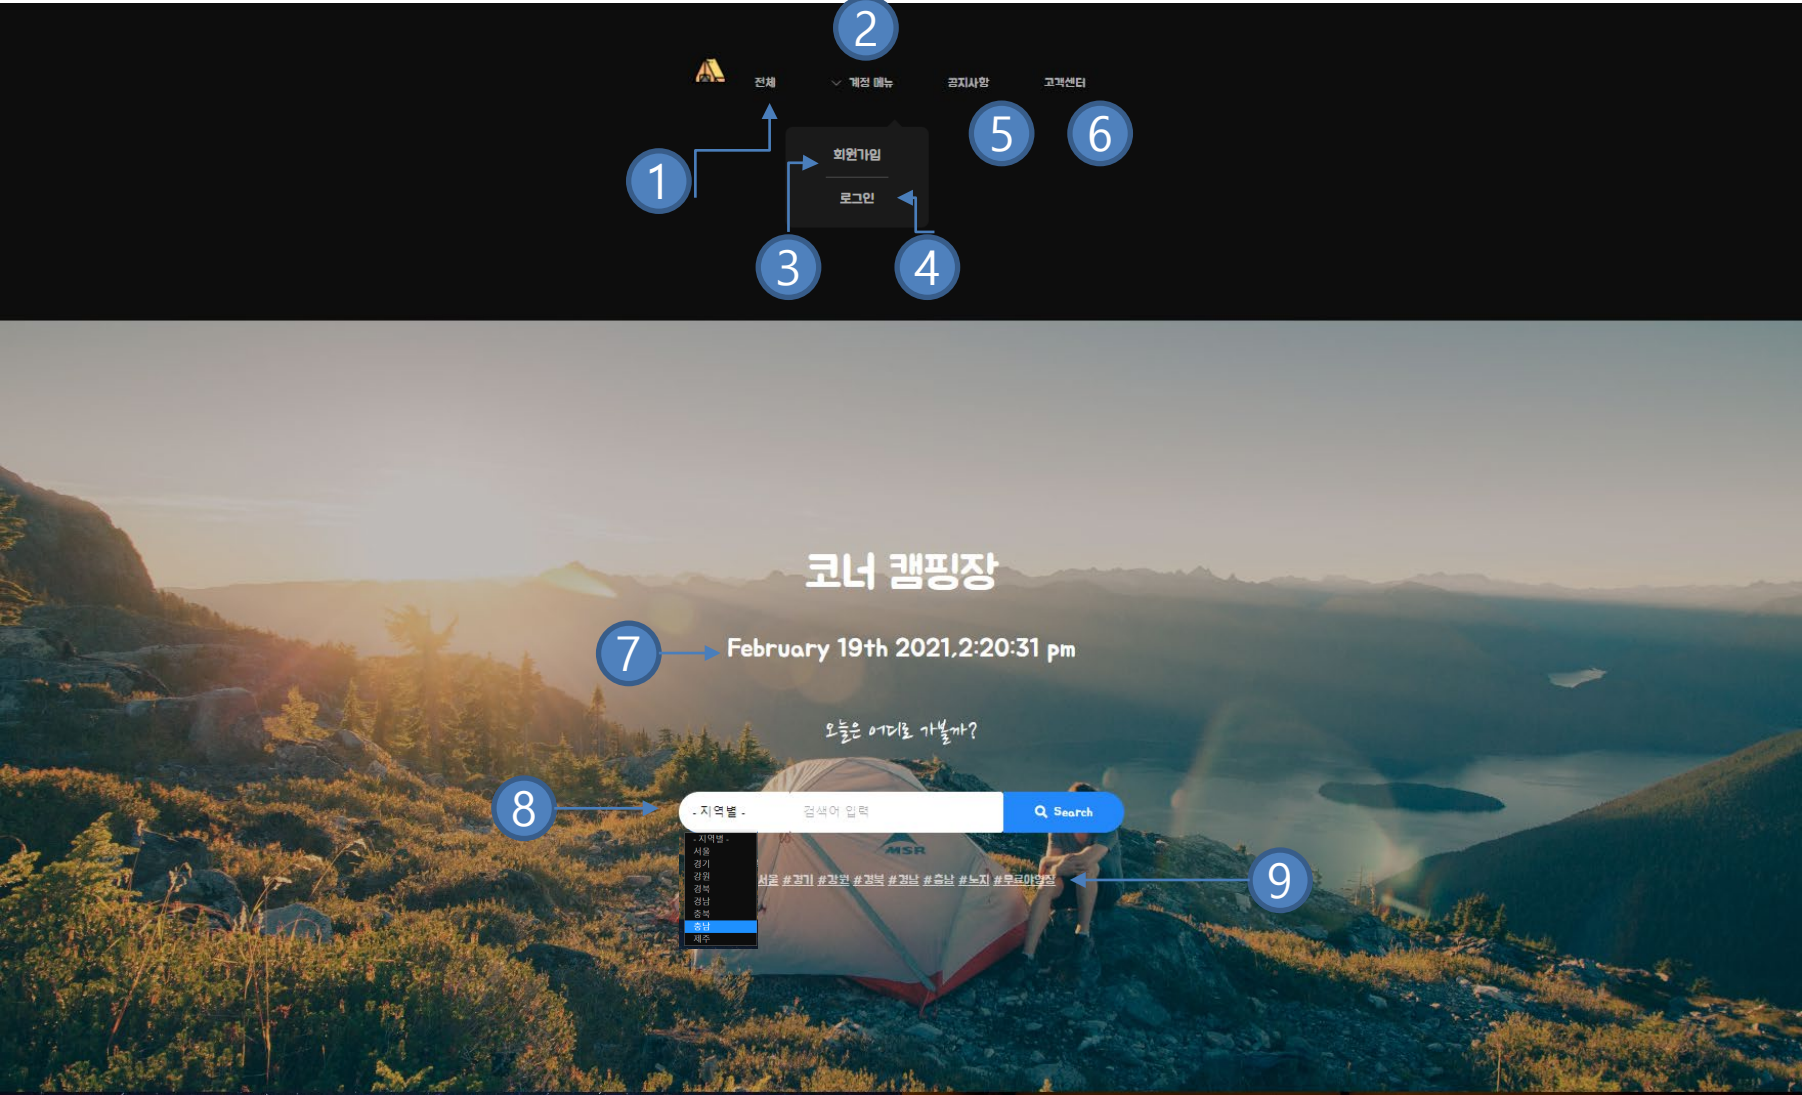 2
전체 계정 메뉴 공지사항 고객센터
5 6
회원가입
1
로그인
3 4
코너 캠핑장
7 February 19th 2021,2:20:31 pm
오늘은 어디로 가볼까?
8 - 지역별 - 검색어 입력 Search
- 지역별 -
서울
경기
강원
경북
경남
충북
충남
제주
MSR
서울 #경기 #강원 #경북 #경남 #충남 #노지 #무료야영장
9